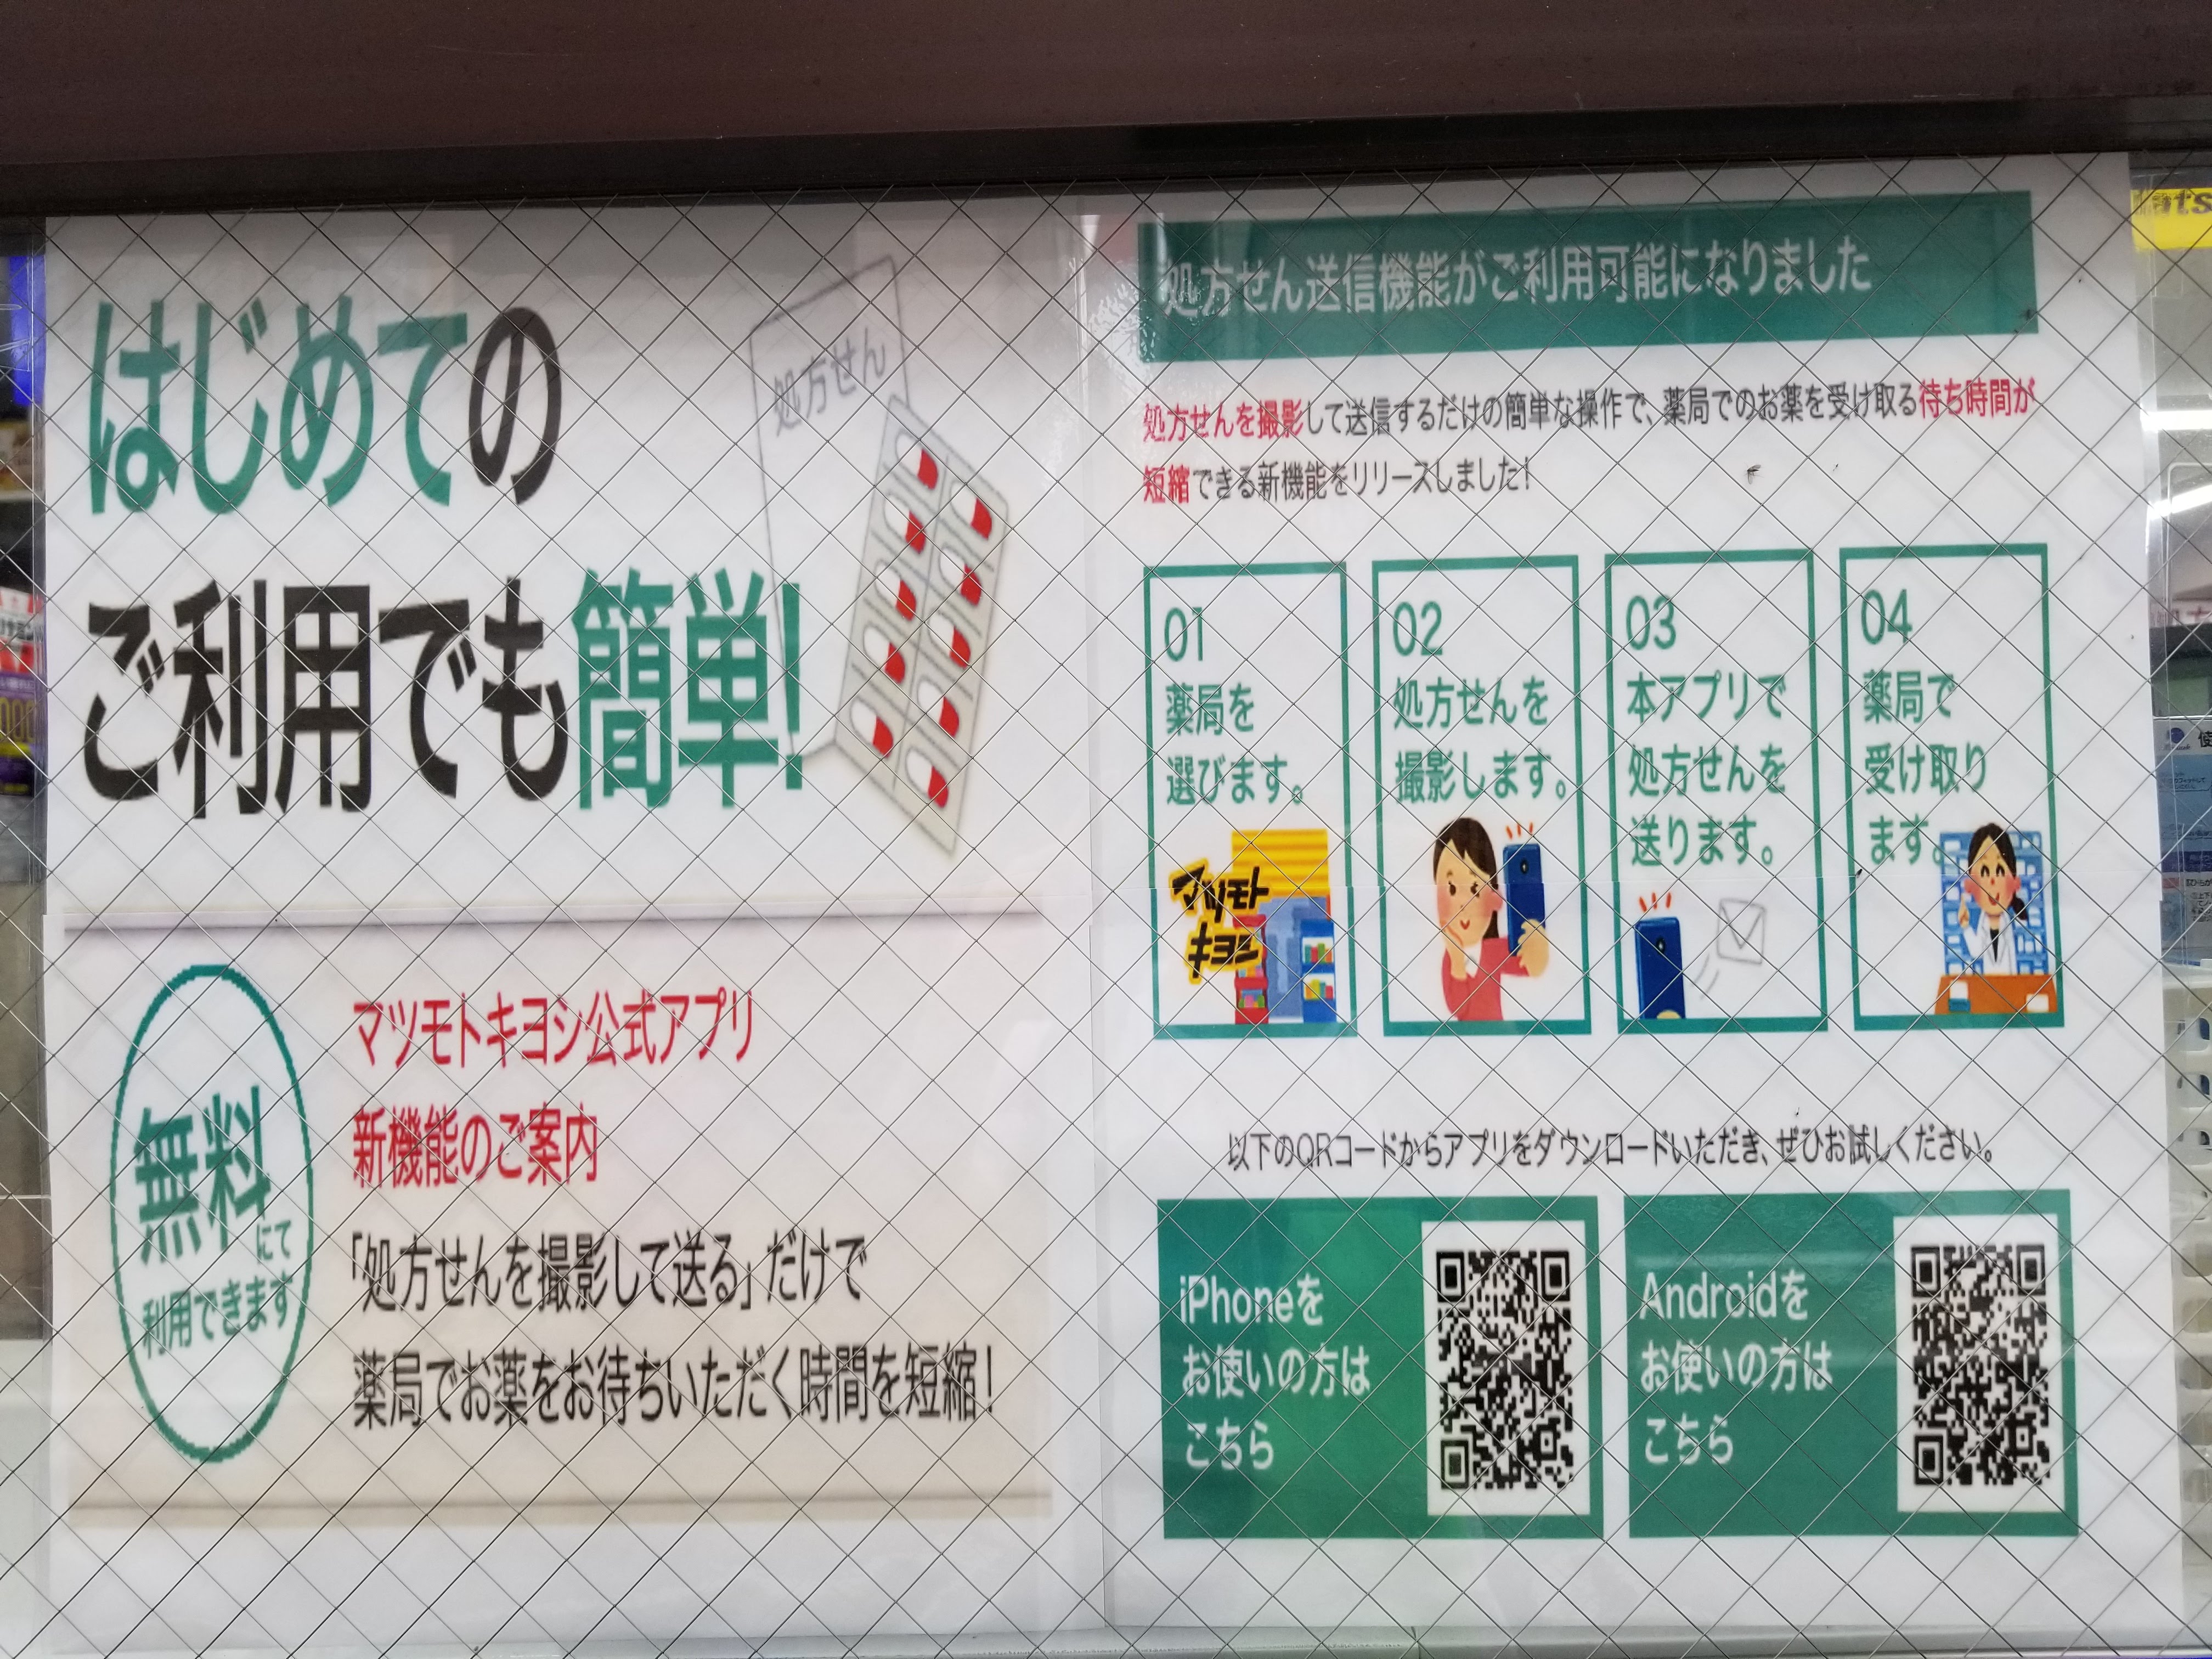 はじめての
ご利用でも簡単!
処方せん
無料にて
利用できます
マツモトキヨシ公式アプリ
新機能のご案内
「処方せんを撮影して送る」だけで
薬局でお薬をお待ちいただく時間を短縮!
処方せん送信機能がご利用可能になりました
処方せんを撮影して送信するだけの簡単な操作で、薬局でのお薬を受け取る待ち時間が
短縮できる新機能をリリースしました!
01
薬局を
選びます。
マツモト
キヨシ
02
処方せんを
撮影します。
03
本アプリで
処方せんを
送ります。
04
薬局で
受け取り
ます。
以下のQRコードからアプリをダウンロードいただき、ぜひお試しください。
iPhoneを
お使いの方は
こちら
Androidを
お使いの方は
こちら